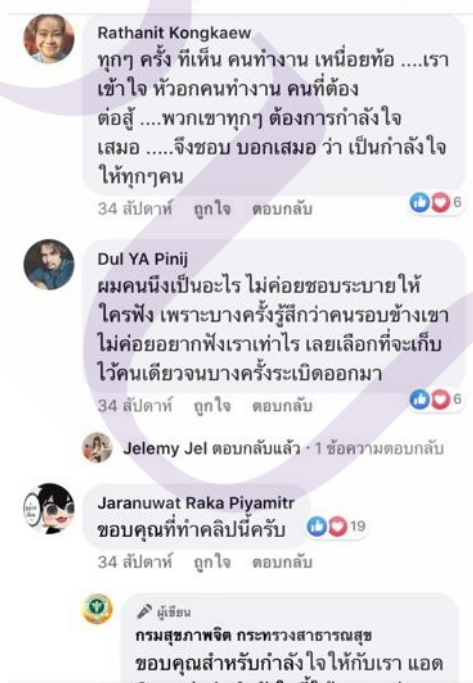 Rathanit Kongkaew
ทุกๆ ครั้ง ทีเห็น คนทำงาน เหนื่อยท้อ ....เรา
เข้าใจ หัวอกคนทำงาน คนที่ต้อง
ต่อสู้ ....พวกเขาทุกๆ ต้องการกำลังใจ
เสมอ .....จึงชอบ บอกเสมอ ว่า เป็นกำลังใจ
ให้ทุกๆคน
34 สัปดาห์ ถูกใจ ตอบกลับ 6
Dul YA Pinij
ผมคนนึงเป็นอะไร ไม่ค่อยชอบระบายให้
ใครฟัง เพราะบางครั้งรู้สึกว่าคนรอบข้างเขา
ไม่ค่อยอยากฟังเราเท่าไร เลยเลือกที่จะเก็บ
ไว้คนเดียวจนบางครั้งระเบิดออกมา
34 สัปดาห์ ถูกใจ ตอบกลับ 6
Jelemy Jel ตอบกลับแล้ว · 1 ข้อความตอบกลับ
Jaranuwat Raka Piyamitr
ขอบคุณที่ทำคลิปนี้ครับ 19
34 สัปดาห์ ถูกใจ ตอบกลับ
ผู้เขียน
กรมสุขภาพจิต กระทรวงสาธารณสุข
ขอบคุณสำหรับกำลังใจให้กับเรา แอด